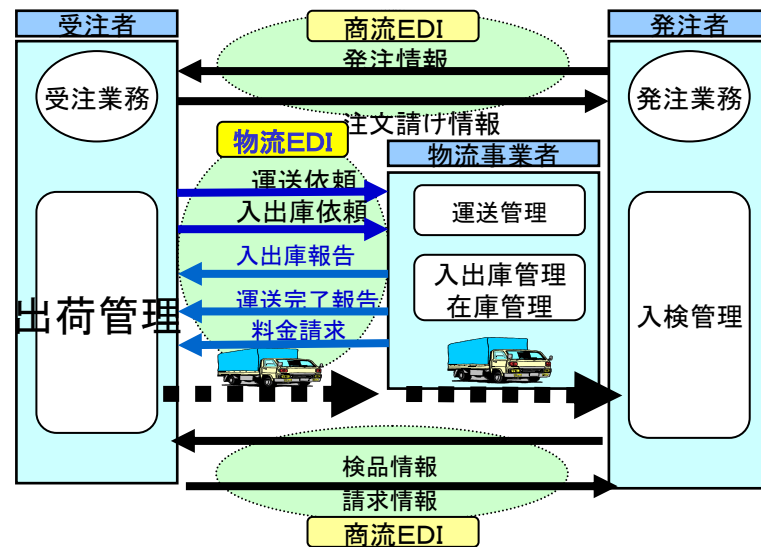 受注者
商流EDI
発注者
発注情報
受注業務
発注業務
注文請け情報
物流EDI
物流事業者
運送依頼
運送管理
入出庫依頼
入出庫報告
入出庫管理
在庫管理
運送完了報告
出荷管理
入検管理
料金請求
検品情報
請求情報
商流EDI